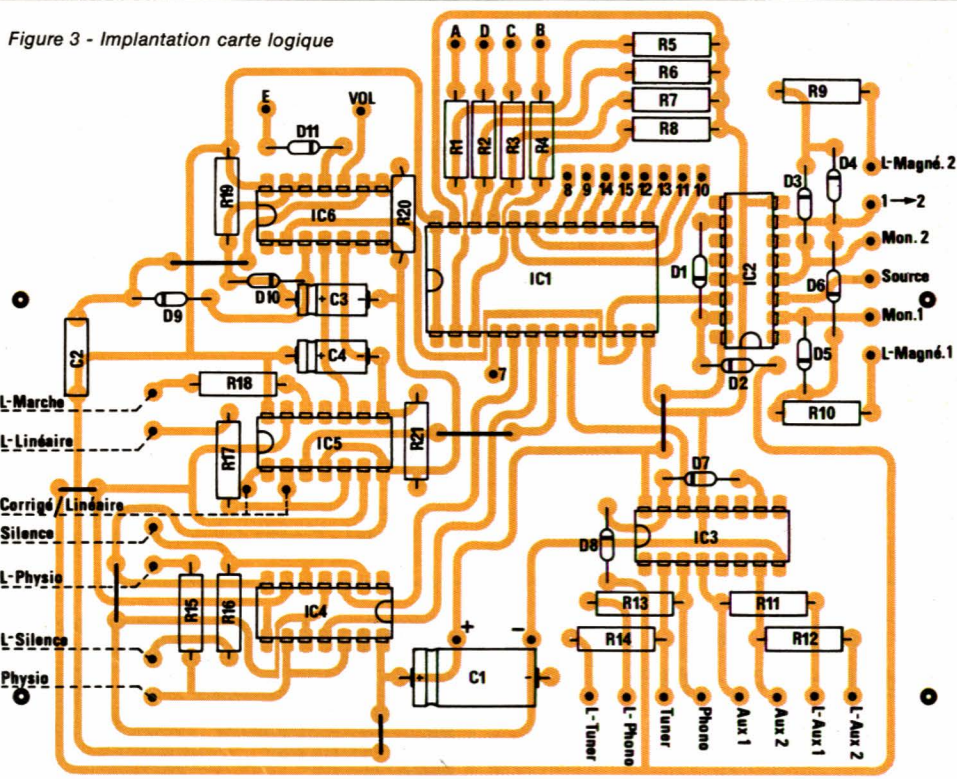 Figure 3 - Implantation carte logique
A D C B
R5
R6
R7
R8
R1 R2 R3 R4
E VOL
D11
R19
IC6
R20
8 9 14 15 12 13 11 10
R9
L-Magné. 2
D3 D4
1→2
Mon. 2
Source
Mon.1
L-Magné.1
D1
IC2
D6
D5
D2
R10
IC1
7
D10
C3
D9
C2
C4
R18
L-Marche
L-Linéaire
R17
IC5
R21
Corrigé/Linéaire
Silence
L-Physio
R15 R16
IC4
L-Silence
Physio
D7
IC3
D8
R13
R11
R14
R12
+ −
+ C1 −
L-Tuner
L-Phono
Tuner
Phono
Aux 1
Aux 2
L-Aux 1
L-Aux 2